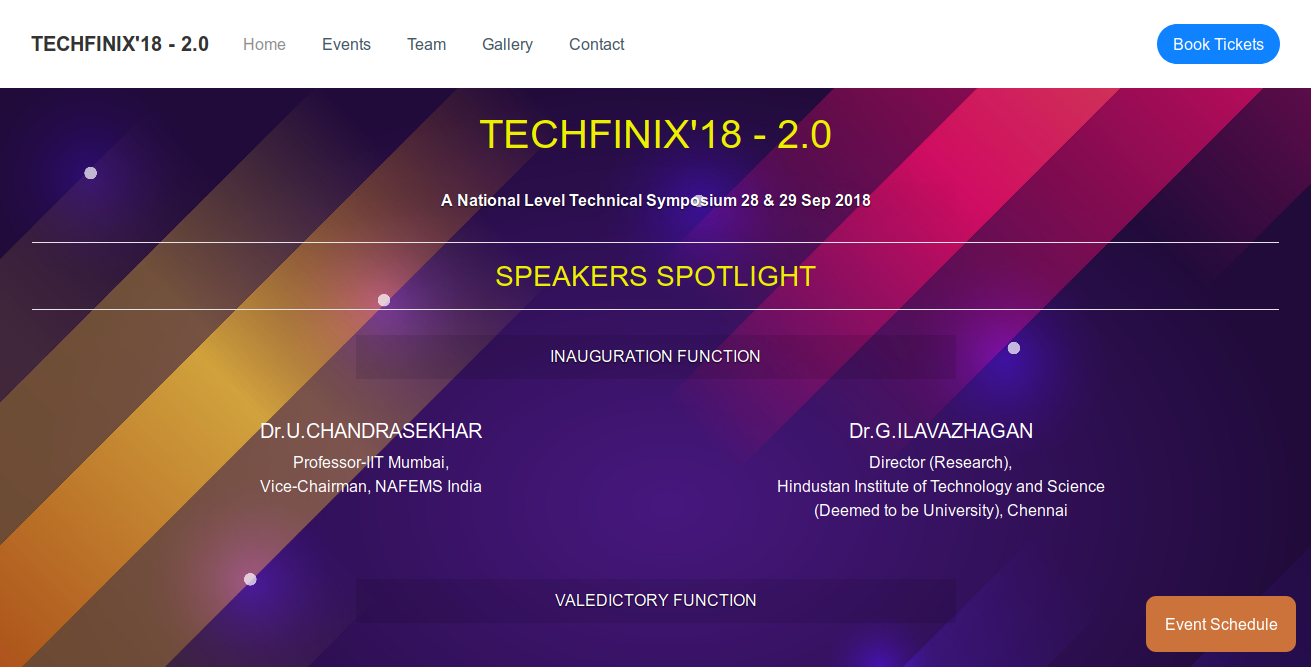 TECHFINIX'18 - 2.0 Home Events Team Gallery Contact Book Tickets
TECHFINIX'18 - 2.0
A National Level Technical Symposium 28 & 29 Sep 2018
SPEAKERS SPOTLIGHT
INAUGURATION FUNCTION
Dr.U.CHANDRASEKHAR
Professor-IIT Mumbai,
Vice-Chairman, NAFEMS India
Dr.G.ILAVAZHAGAN
Director (Research),
Hindustan Institute of Technology and Science
(Deemed to be University), Chennai
VALEDICTORY FUNCTION
Event Schedule